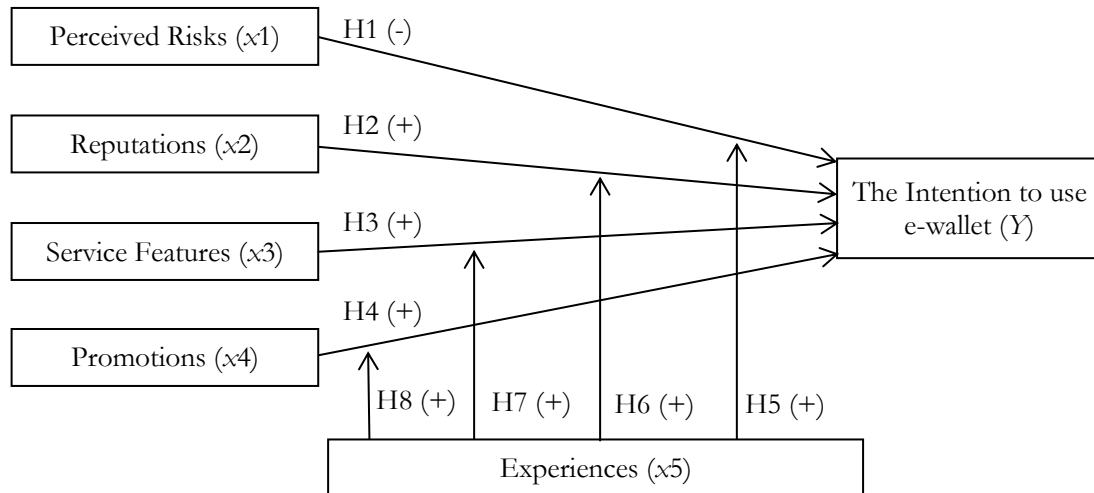 Perceived Risks (x1)
H1 (-)
Reputations (x2)
H2 (+)
The Intention to use
e-wallet (Y)
Service Features (x3)
H3 (+)
Promotions (x4)
H4 (+)
H8 (+)
H7 (+)
H6 (+)
H5 (+)
Experiences (x5)